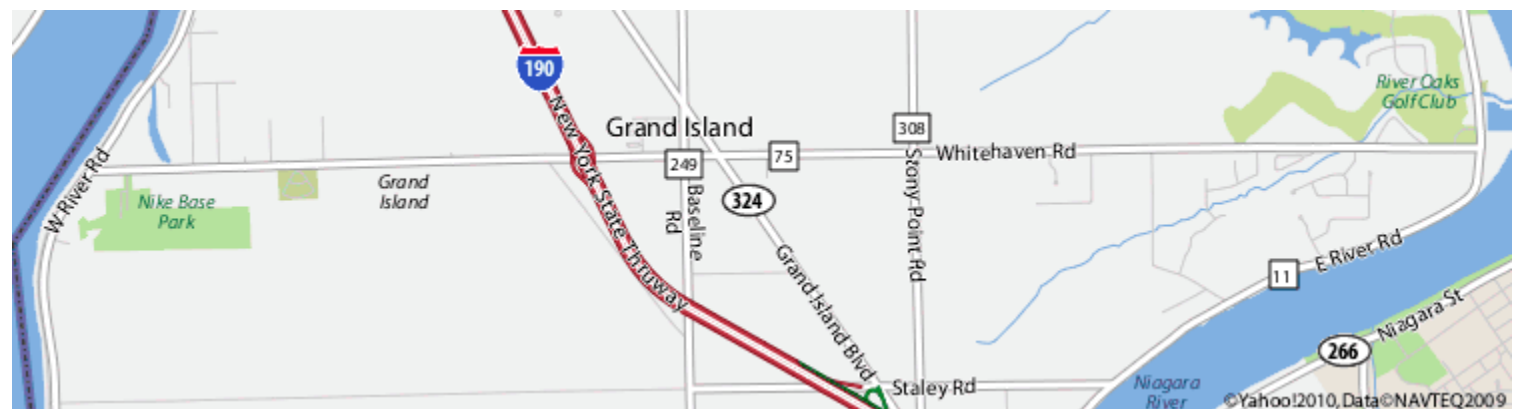 190
New York State Thruway
Grand Island
308
Whitehaven Rd
75
249
River Oaks
Golf Club
W River Rd
Nike Base
Park
Grand
Island
324
Baseline
Rd
Stony Point Rd
Grand Island Blvd
11
E River Rd
Niagara St
266
Staley Rd
Niagara
River
©Yahoo!2010, Data©NAVTEQ2009